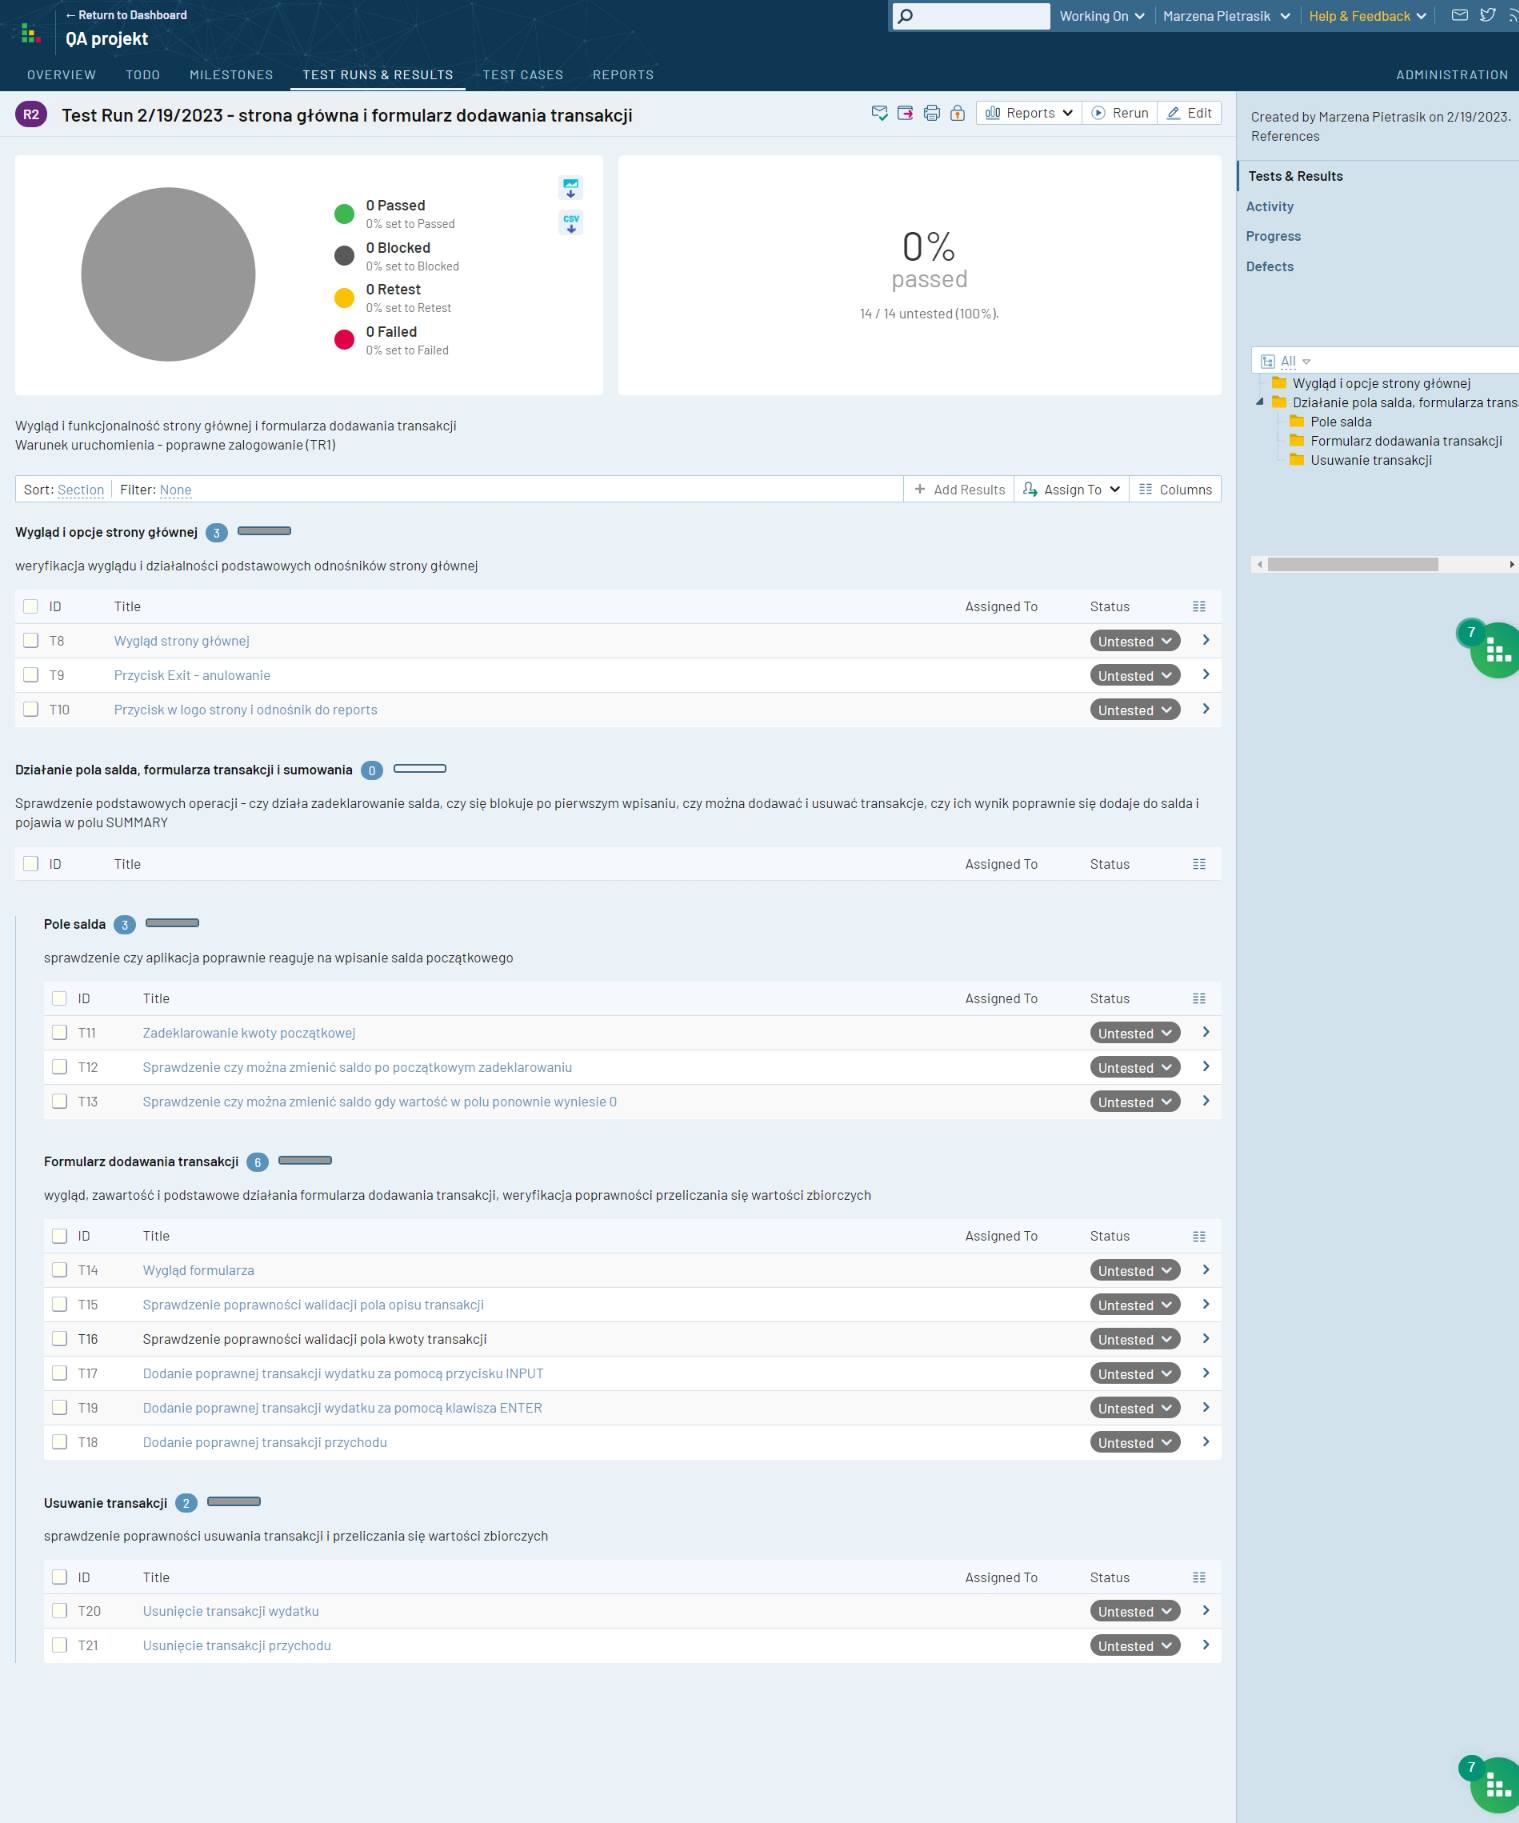 ← Return to Dashboard
QA projekt
Working On
Marzena Pietrasik
Help & Feedback
OVERVIEW TODO MILESTONES TEST RUNS & RESULTS TEST CASES REPORTS ADMINISTRATION
R2 Test Run 2/19/2023 - strona główna i formularz dodawania transakcji
Reports Rerun Edit
0 Passed
0% set to Passed
0 Blocked
0% set to Blocked
0 Retest
0% set to Retest
0 Failed
0% set to Failed
CSV
0%
passed
14 / 14 untested (100%).
Wygląd i funkcjonalność strony głównej i formularza dodawania transakcji
Warunek uruchomienia - poprawne zalogowanie (TR1)
Sort: Section Filter: None
Add Results Assign To Columns
Wygląd i opcje strony głównej 3
weryfikacja wyglądu i działalności podstawowych odnośników strony głównej
ID Title Assigned To Status
T8 Wygląd strony głównej Untested
T9 Przycisk Exit - anulowanie Untested
T10 Przycisk w logo strony i odnośnik do reports Untested
Działanie pola salda, formularza transakcji i sumowania 0
Sprawdzenie podstawowych operacji - czy działa zadeklarowanie salda, czy się blokuje po pierwszym wpisaniu, czy można dodawać i usuwać transakcje, czy ich wynik poprawnie się dodaje do salda i
pojawia w polu SUMMARY
ID Title Assigned To Status
Pole salda 3
sprawdzenie czy aplikacja poprawnie reaguje na wpisanie salda początkowego
ID Title Assigned To Status
T11 Zadeklarowanie kwoty początkowej Untested
T12 Sprawdzenie czy można zmienić saldo po początkowym zadeklarowaniu Untested
T13 Sprawdzenie czy można zmienić saldo gdy wartość w polu ponownie wyniesie 0 Untested
Formularz dodawania transakcji 6
wygląd, zawartość i podstawowe działania formularza dodawania transakcji, weryfikacja poprawności przeliczania się wartości zbiorczych
ID Title Assigned To Status
T14 Wygląd formularza Untested
T15 Sprawdzenie poprawności walidacji pola opisu transakcji Untested
T16 Sprawdzenie poprawności walidacji pola kwoty transakcji Untested
T17 Dodanie poprawnej transakcji wydatku za pomocą przycisku INPUT Untested
T19 Dodanie poprawnej transakcji wydatku za pomocą klawisza ENTER Untested
T18 Dodanie poprawnej transakcji przychodu Untested
Usuwanie transakcji 2
sprawdzenie poprawności usuwania transakcji i przeliczania się wartości zbiorczych
ID Title Assigned To Status
T20 Usunięcie transakcji wydatku Untested
T21 Usunięcie transakcji przychodu Untested
Created by Marzena Pietrasik on 2/19/2023.
References
Tests & Results
Activity
Progress
Defects
All
Wygląd i opcje strony głównej
Działanie pola salda, formularza trans
Pole salda
Formularz dodawania transakcji
Usuwanie transakcji
7
7